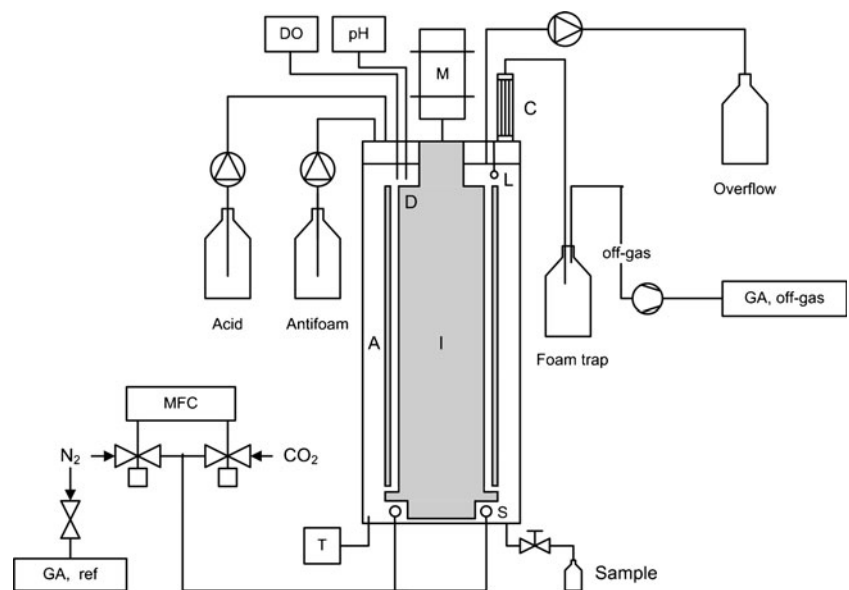 DO
pH
M
C
L
D
Overflow
off-gas
GA, off-gas
Acid
Antifoam
A
I
Foam trap
MFC
N2
CO2
S
T
GA, ref
Sample